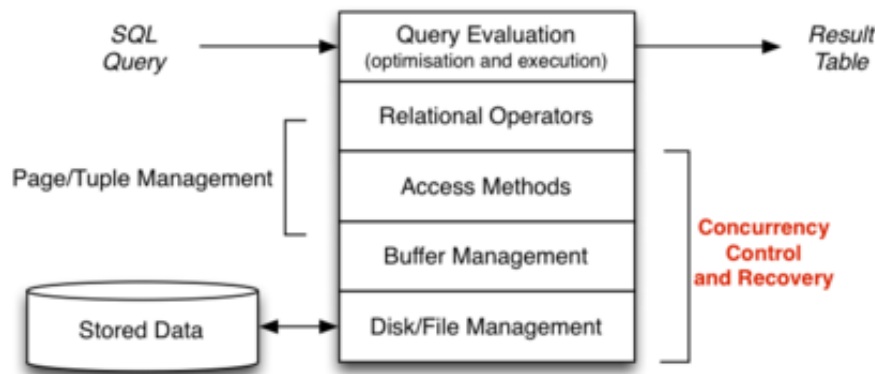 SQL
Query
Query Evaluation
(optimisation and execution)
Result
Table
Relational Operators
Page/Tuple Management
Access Methods
Concurrency
Control
and Recovery
Buffer Management
Stored Data
Disk/File Management